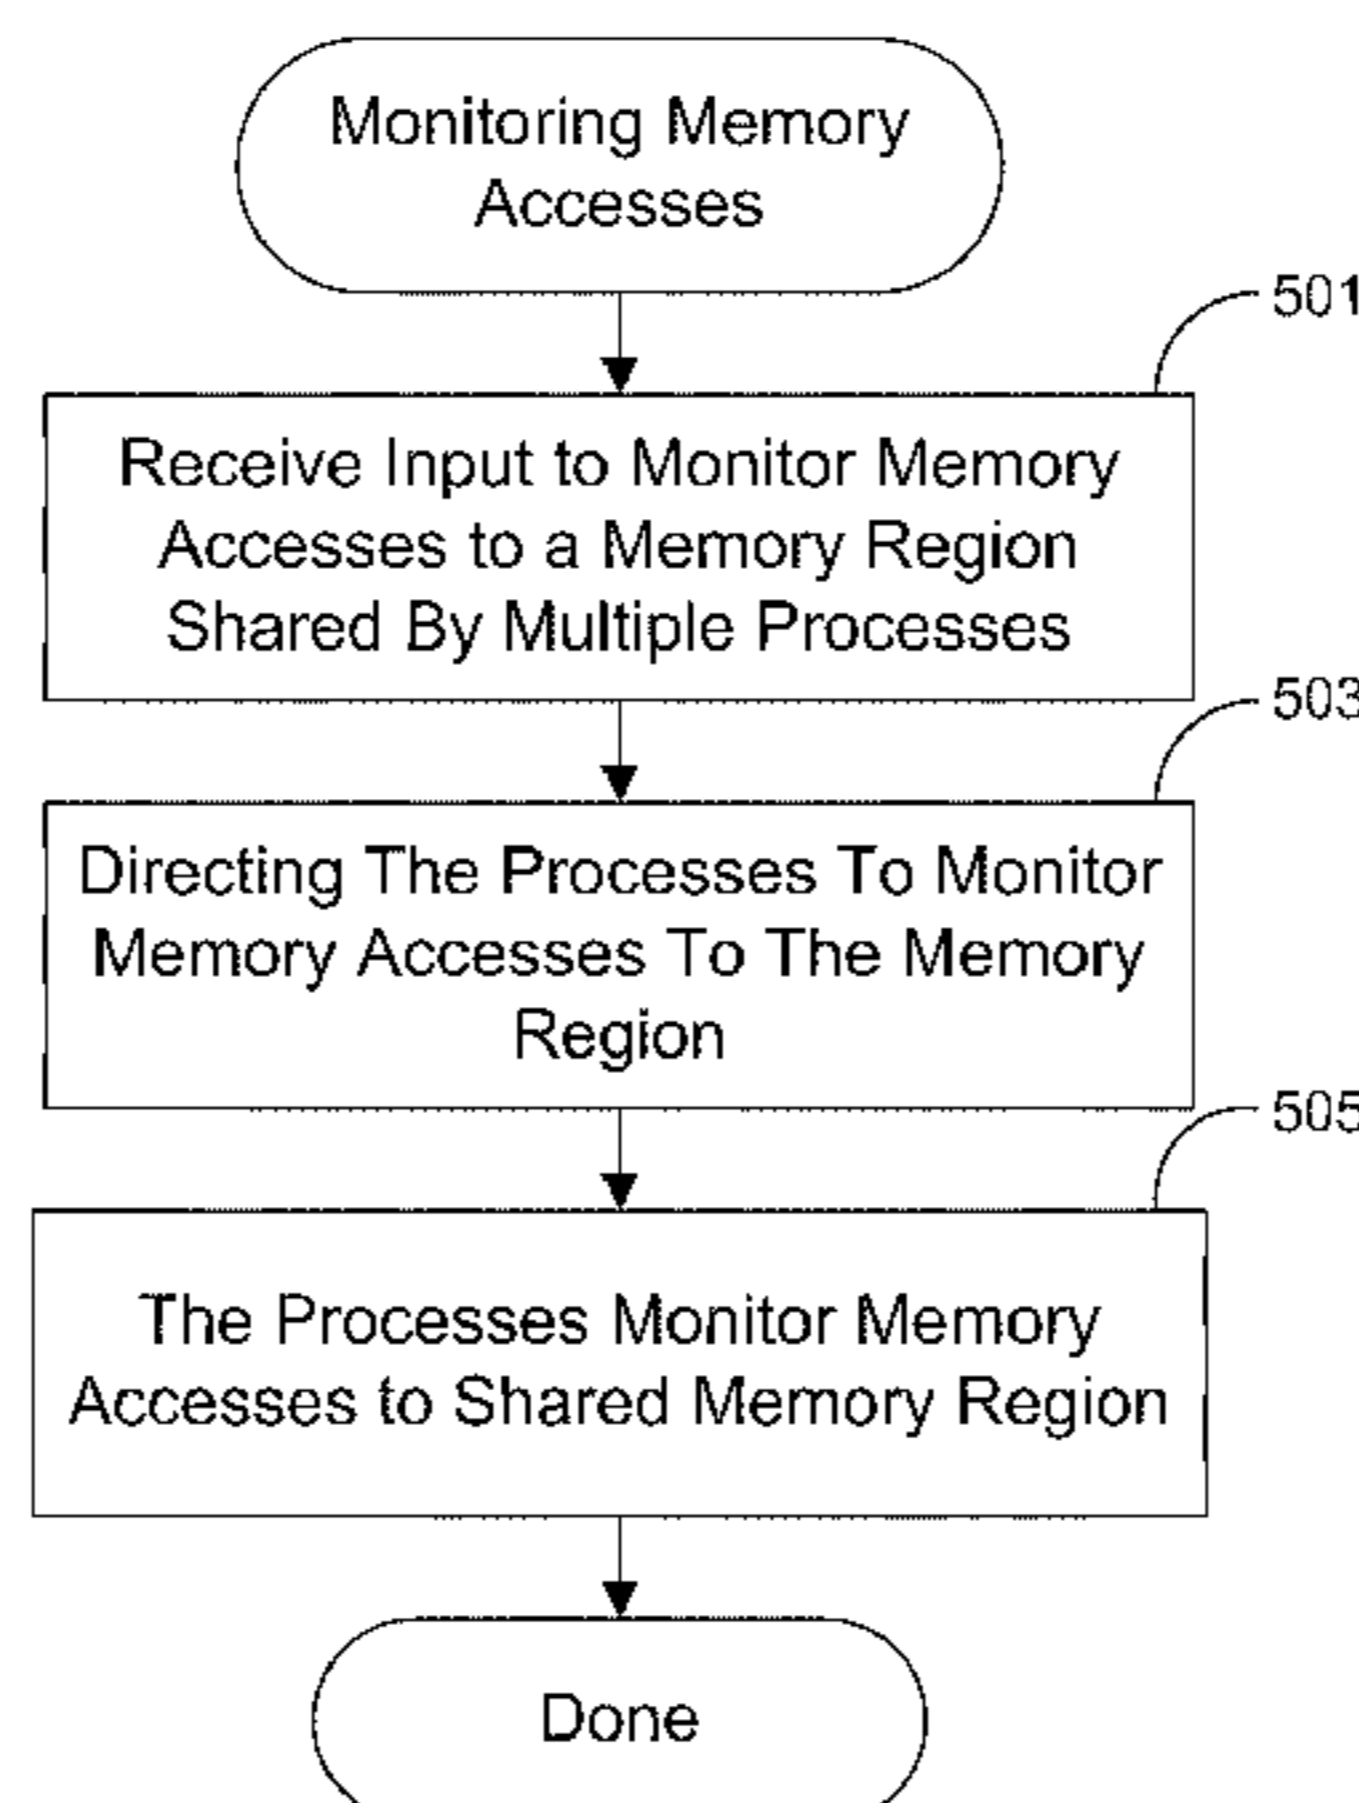 Monitoring Memory
Accesses
501
Receive Input to Monitor Memory
Accesses to a Memory Region
Shared By Multiple Processes
503
Directing The Processes To Monitor
Memory Accesses To The Memory
Region
505
The Processes Monitor Memory
Accesses to Shared Memory Region
Done